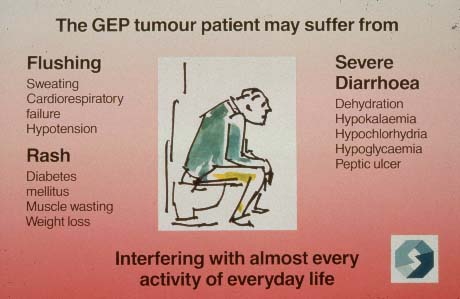 The GEP tumour patient may suffer from
Flushing
Sweating
Cardiorespiratory
failure
Hypotension
Rash
Diabetes
mellitus
Muscle wasting
Weight loss
Severe
Diarrhoea
Dehydration
Hypokalaemia
Hypochlorhydria
Hypoglycaemia
Peptic ulcer
Interfering with almost every
activity of everyday life